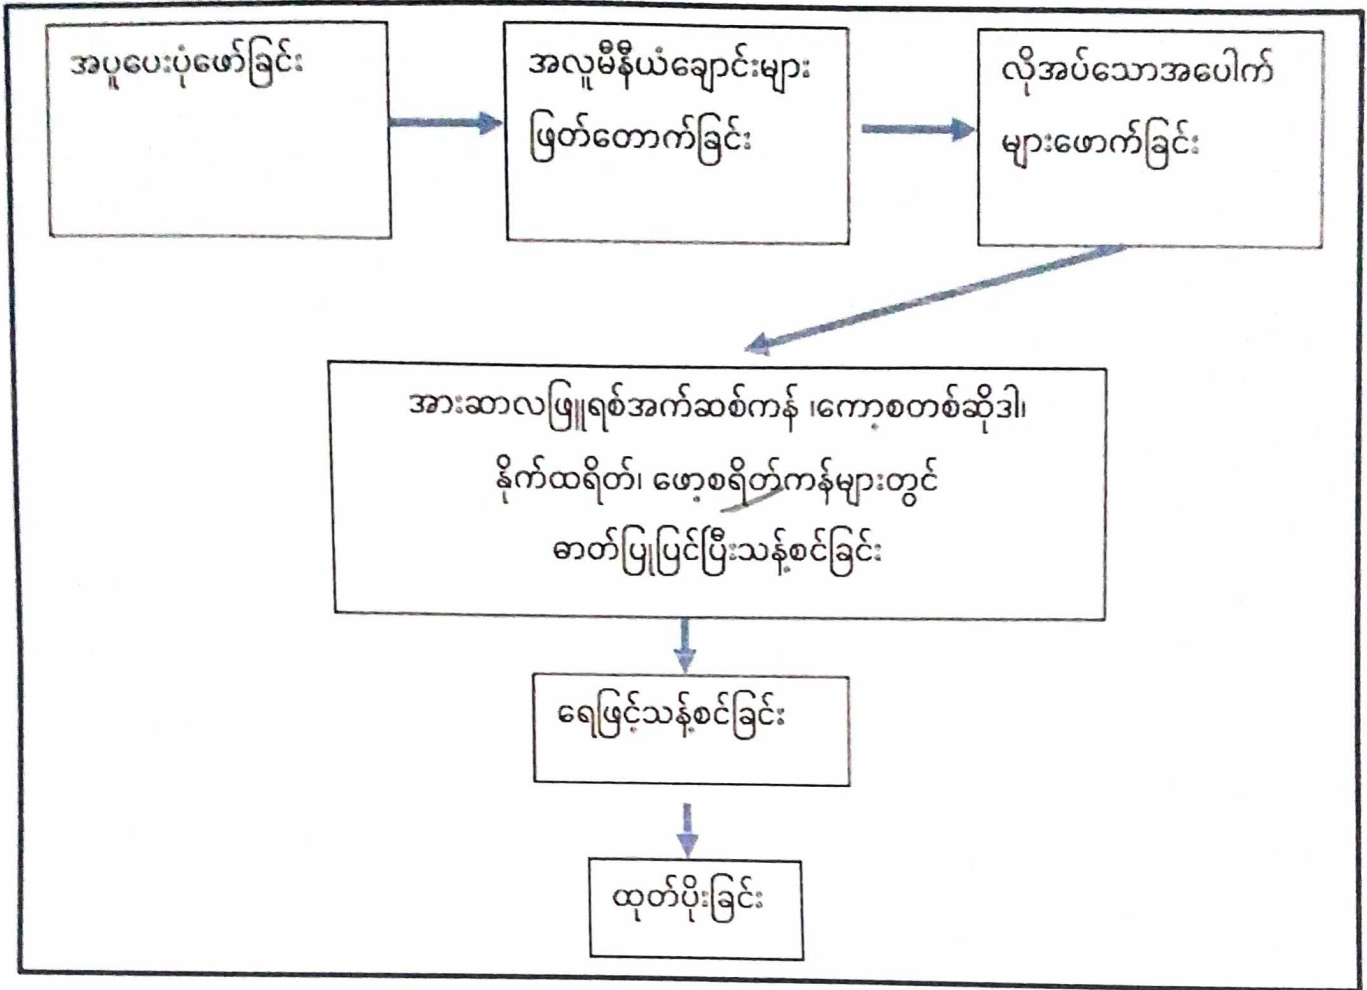 အပူပေးပုံဖော်ခြင်း
အလူမီနီယံချောင်းများ
ဖြတ်တောက်ခြင်း
လိုအပ်သောအပေါက်
များဖောက်ခြင်း
အားဆာလဖြူရစ်အက်ဆစ်ကန် ၊ကော့စတစ်ဆိုဒါ၊
နိုက်ထရိတ်၊ ဖော့စရိတ်ကန်များတွင်
ဓာတ်ပြုပြင်ပြီးသန့်စင်ခြင်း
ရေဖြင့်သန့်စင်ခြင်း
ထုတ်ပိုးခြင်း